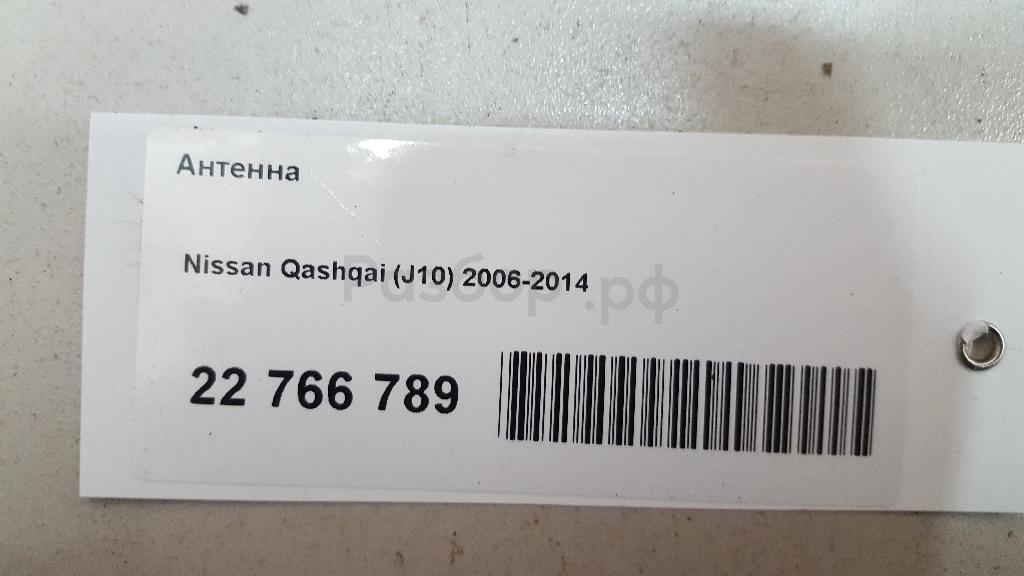 Антенна
Nissan Qashqai (J10) 2006-2014
Разбор.рф
22 766 789